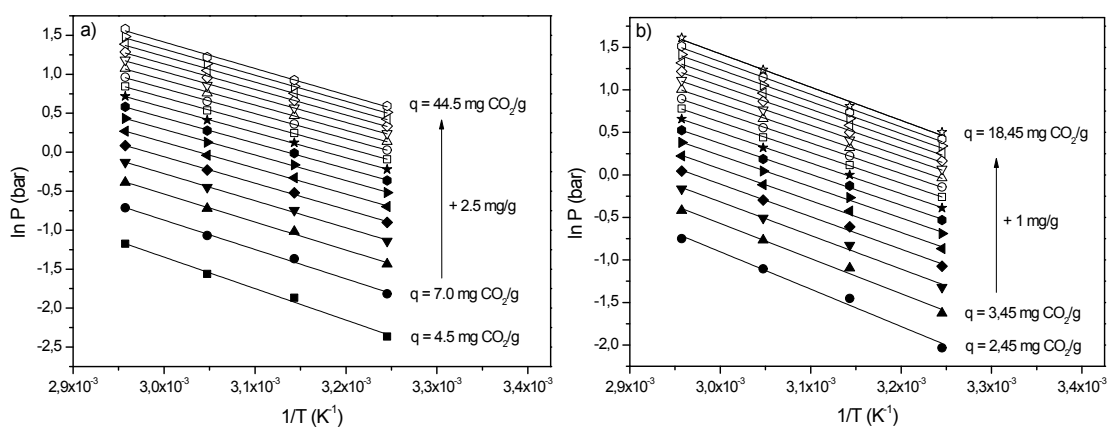 a)
1,5
1,0
0,5
0,0
-0,5
-1,0
-1,5
-2,0
-2,5
ln P (bar)
q = 44.5 mg CO₂/g
+ 2.5 mg/g
q = 7.0 mg CO₂/g
q = 4.5 mg CO₂/g
2,9x10⁻³ 3,0x10⁻³ 3,1x10⁻³ 3,2x10⁻³ 3,3x10⁻³ 3,4x10⁻³
1/T (K⁻¹)
b)
1,5
1,0
0,5
0,0
-0,5
-1,0
-1,5
-2,0
ln P (bar)
q = 18,45 mg CO₂/g
+ 1 mg/g
q = 3,45 mg CO₂/g
q = 2,45 mg CO₂/g
2,9x10⁻³ 3,0x10⁻³ 3,1x10⁻³ 3,2x10⁻³ 3,3x10⁻³ 3,4x10⁻³
1/T (K⁻¹)